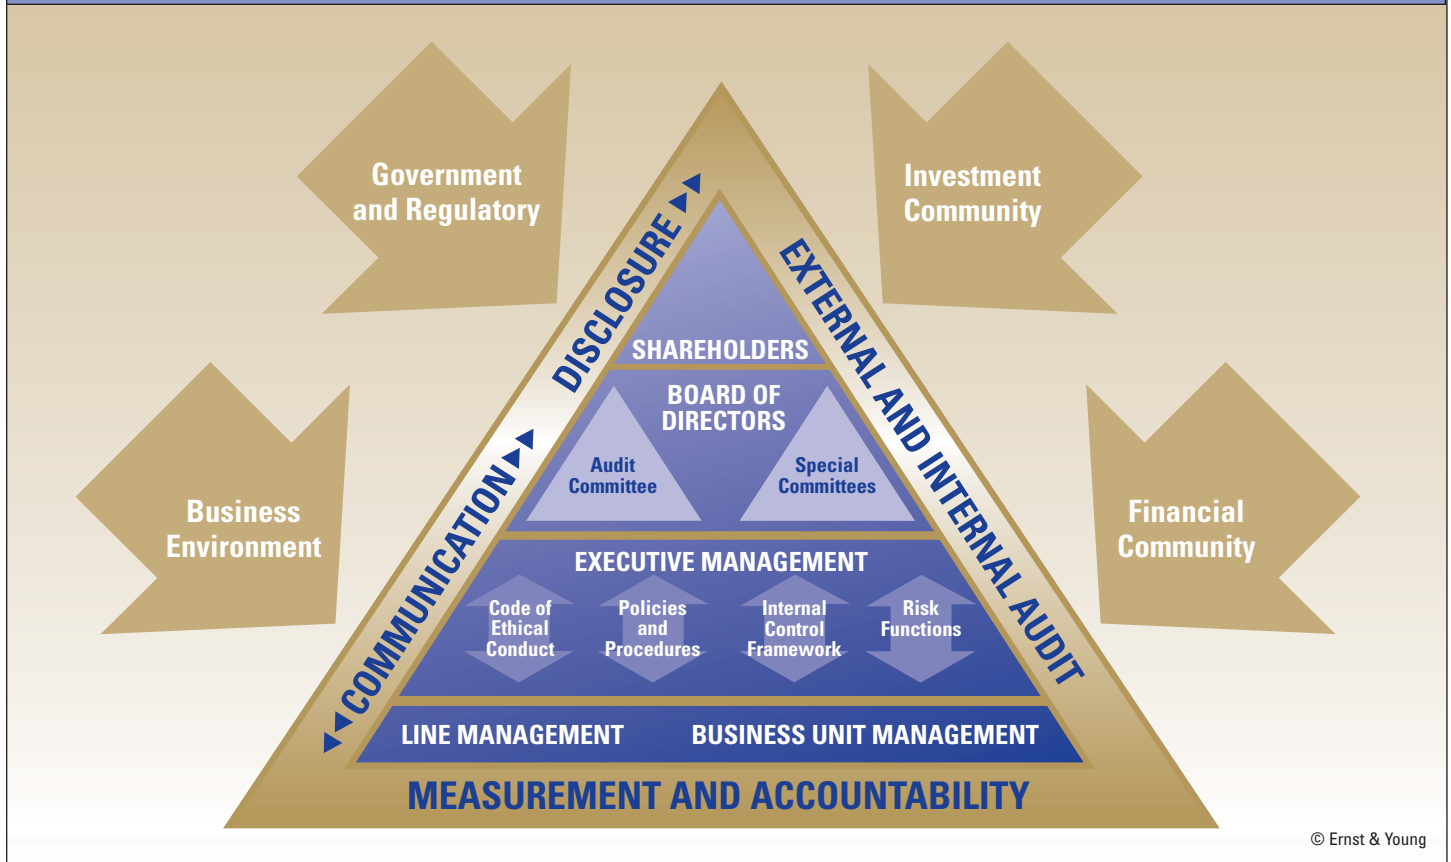 Government
and Regulatory
Investment
Community
Business
Environment
Financial
Community
DISCLOSURE
COMMUNICATION
EXTERNAL AND INTERNAL AUDIT
SHAREHOLDERS
BOARD OF
DIRECTORS
Audit
Committee
Special
Committees
EXECUTIVE MANAGEMENT
Code of
Ethical
Conduct
Policies
and
Procedures
Internal
Control
Framework
Risk
Functions
LINE MANAGEMENT
BUSINESS UNIT MANAGEMENT
MEASUREMENT AND ACCOUNTABILITY
© Ernst & Young